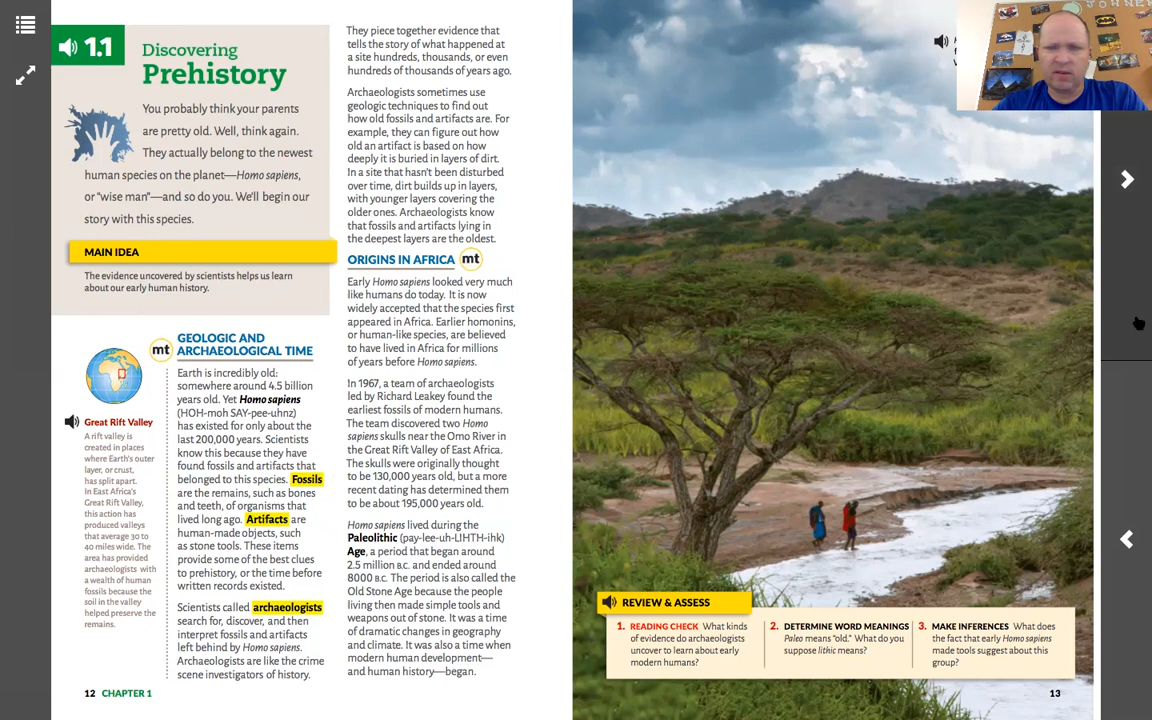 1.1
Discovering
Prehistory
You probably think your parents
are pretty old. Well, think again.
They actually belong to the newest
human species on the planet—Homo sapiens,
or "wise man"—and so do you. We'll begin our
story with this species.
MAIN IDEA
The evidence uncovered by scientists helps us learn
about our early human history.
mt
GEOLOGIC AND
ARCHAEOLOGICAL TIME
Great Rift Valley
A rift valley is
created in places
where Earth's outer
layer, or crust,
has split apart.
In East Africa's
Great Rift Valley,
this action has
produced valleys
that average 30 to
40 miles wide. The
area has provided
archaeologists with
a wealth of human
fossils because the
soil in the valley
helped preserve the
remains.
Earth is incredibly old:
somewhere around 4.5 billion
years old. Yet Homo sapiens
(HOH-moh SAY-pee-uhnz)
has existed for only about the
last 200,000 years. Scientists
know this because they have
found fossils and artifacts that
belonged to this species. Fossils
are the remains, such as bones
and teeth, of organisms that
lived long ago. Artifacts are
human-made objects, such
as stone tools. These items
provide some of the best clues
to prehistory, or the time before
written records existed.
Scientists called archaeologists
search for, discover, and then
interpret fossils and artifacts
left behind by Homo sapiens.
Archaeologists are like the crime
scene investigators of history.
They piece together evidence that
tells the story of what happened at
a site hundreds, thousands, or even
hundreds of thousands of years ago.
Archaeologists sometimes use
geologic techniques to find out
how old fossils and artifacts are. For
example, they can figure out how
old an artifact is based on how
deeply it is buried in layers of dirt.
In a site that hasn't been disturbed
over time, dirt builds up in layers,
with younger layers covering the
older ones. Archaeologists know
that fossils and artifacts lying in
the deepest layers are the oldest.
ORIGINS IN AFRICA mt
Early Homo sapiens looked very much
like humans do today. It is now
widely accepted that the species first
appeared in Africa. Earlier hominins,
or human-like species, are believed
to have lived in Africa for millions
of years before Homo sapiens.
In 1967, a team of archaeologists
led by Richard Leakey found the
earliest fossils of modern humans.
The team discovered two Homo
sapiens skulls near the Omo River in
the Great Rift Valley of East Africa.
The skulls were originally thought
to be 130,000 years old, but a more
recent dating has determined them
to be about 195,000 years old.
Homo sapiens lived during the
Paleolithic (pay-lee-uh-LIHTH-ihk)
Age, a period that began around
2.5 million B.C. and ended around
8000 B.C. The period is also called the
Old Stone Age because the people
living then made simple tools and
weapons out of stone. It was a time
of dramatic changes in geography
and climate. It was also a time when
modern human development—
and human history—began.
12 CHAPTER 1
REVIEW & ASSESS
1. READING CHECK What kinds
of evidence do archaeologists
uncover to learn about early
modern humans?
2. DETERMINE WORD MEANINGS
Paleo means "old." What do you
suppose lithic means?
3. MAKE INFERENCES What does
the fact that early Homo sapiens
made tools suggest about this
group?
13